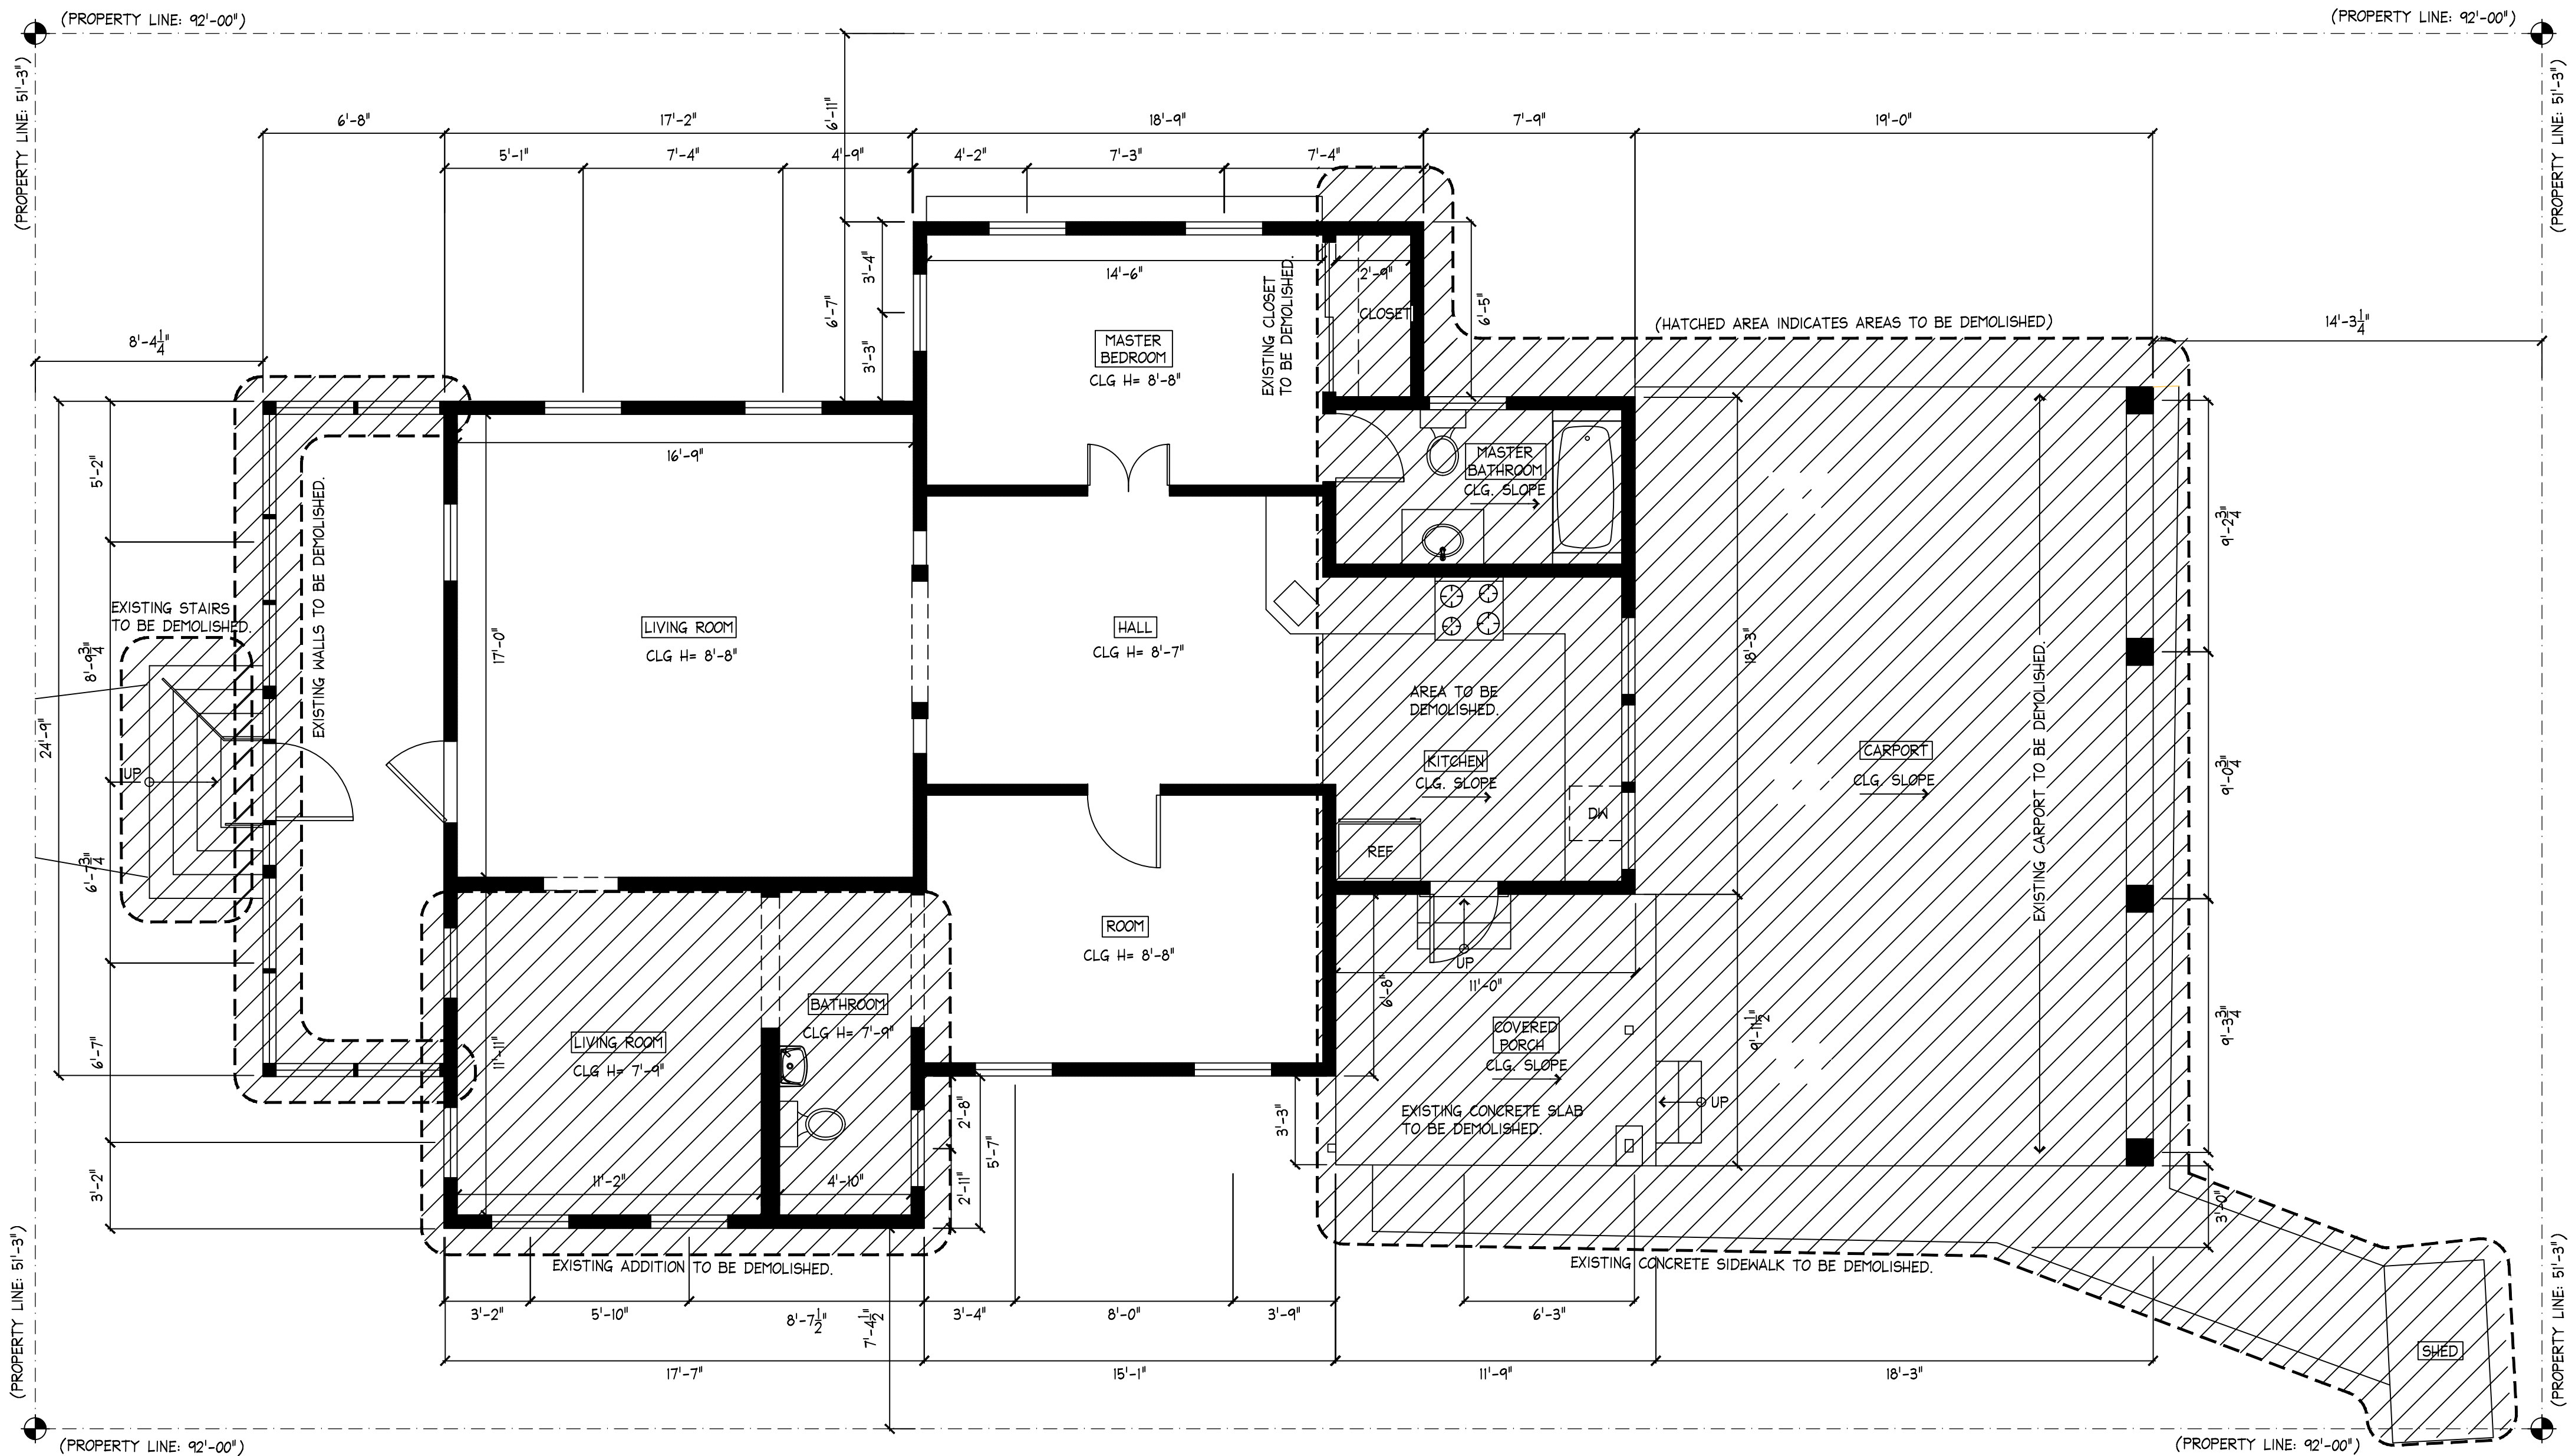 (PROPERTY LINE: 92'-00")
(PROPERTY LINE: 92'-00")
(PROPERTY LINE: 51'-3")
(PROPERTY LINE: 51'-3")
6'-11"
6'-8"
17'-2"
18'-9"
7'-9"
19'-0"
5'-1"
7'-4"
4'-9"
4'-2"
7'-3"
7'-4"
3'-4"
6'-7"
3'-3"
14'-6"
2'-9"
CLOSET
EXISTING CLOSET
TO BE DEMOLISHED.
6'-5"
(HATCHED AREA INDICATES AREAS TO BE DEMOLISHED)
14'-3 1/4"
8'-4 1/4"
MASTER
BEDROOM
CLG H= 8'-8"
16'-9"
MASTER
BATHROOM
CLG. SLOPE
5'-2"
EXISTING WALLS TO BE DEMOLISHED.
9'-2 3/4"
EXISTING STAIRS
TO BE DEMOLISHED.
8'-9 3/4"
24'-9"
17'-0"
LIVING ROOM
CLG H= 8'-8"
HALL
CLG H= 8'-7"
18'-3"
AREA TO BE
DEMOLISHED.
KITCHEN
CLG. SLOPE
CARPORT
CLG. SLOPE
EXISTING CARPORT TO BE DEMOLISHED.
9'-0 3/4"
UP
DW
REF
6'-7 3/4"
ROOM
CLG H= 8'-8"
UP
11'-0"
6'-8"
BATHROOM
CLG H= 7'-9"
LIVING ROOM
CLG H= 7'-9"
11'-11"
6'-7"
COVERED
PORCH
CLG. SLOPE
9'-11 1/2"
9'-3 3/4"
UP
EXISTING CONCRETE SLAB
TO BE DEMOLISHED.
2'-8"
5'-7"
3'-3"
3'-2"
11'-2"
4'-10"
2'-11"
3'-0"
EXISTING ADDITION TO BE DEMOLISHED.
EXISTING CONCRETE SIDEWALK TO BE DEMOLISHED.
3'-2"
5'-10"
8'-7 1/2"
7'-4 1/2"
3'-4"
8'-0"
3'-9"
6'-3"
17'-7"
15'-1"
11'-9"
18'-3"
SHED
(PROPERTY LINE: 51'-3")
(PROPERTY LINE: 51'-3")
(PROPERTY LINE: 92'-00")
(PROPERTY LINE: 92'-00")